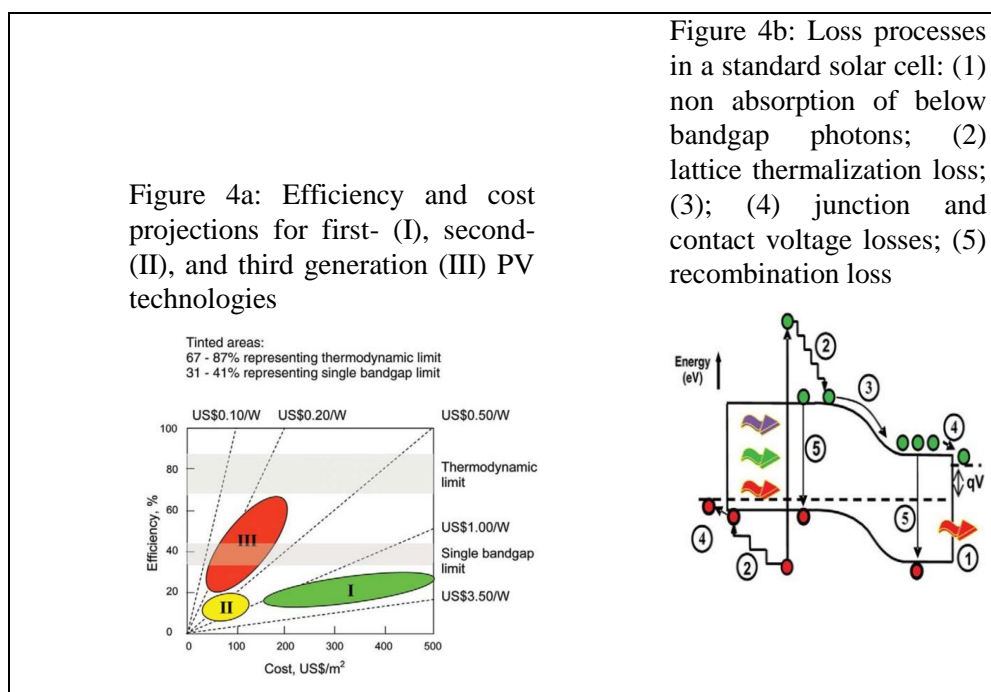 Figure 4a: Efficiency and cost
projections for first- (I), second-
(II), and third generation (III) PV
technologies
Tinted areas:
67 - 87% representing thermodynamic limit
31 - 41% representing single bandgap limit
US$0.10/W US$0.20/W US$0.50/W
100
80
60
40
20
0
Efficiency, %
Thermodynamic
limit
US$1.00/W
Single bandgap
limit
US$3.50/W
III
II
I
0 100 200 300 400 500
Cost, US$/m2
Figure 4b: Loss processes
in a standard solar cell: (1)
non absorption of below
bandgap photons; (2)
lattice thermalization loss;
(3); (4) junction and
contact voltage losses; (5)
recombination loss
Energy
(eV)
2
3
4
5
qV
5
4
2
1